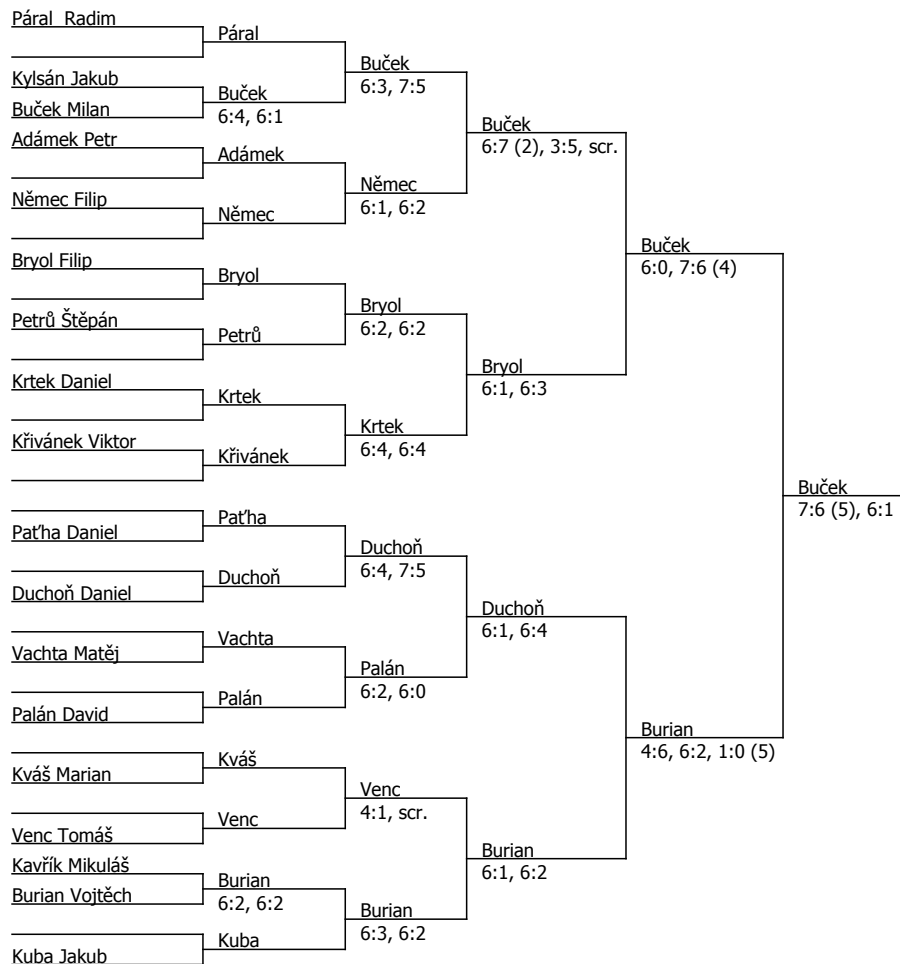 Páral  Radim
Kylsán Jakub
Buček Milan
Adámek Petr
Němec Filip
Bryol Filip
Petrů Štěpán
Krtek Daniel
Křivánek Viktor
Paťha Daniel
Duchoň Daniel
Vachta Matěj
Palán David
Kváš Marian
Venc Tomáš
Kavřík Mikuláš
Burian Vojtěch
Kuba Jakub
Páral
Buček
6:4, 6:1
Adámek
Němec
Bryol
Petrů
Krtek
Křivánek
Paťha
Duchoň
Vachta
Palán
Kváš
Venc
Burian
6:2, 6:2
Kuba
Buček
6:3, 7:5
Němec
6:1, 6:2
Bryol
6:2, 6:2
Krtek
6:4, 6:4
Duchoň
6:4, 7:5
Palán
6:2, 6:0
Venc
4:1, scr.
Burian
6:3, 6:2
Buček
6:7 (2), 3:5, scr.
Bryol
6:1, 6:3
Duchoň
6:1, 6:4
Burian
6:1, 6:2
Buček
6:0, 7:6 (4)
Burian
4:6, 6:2, 1:0 (5)
Buček
7:6 (5), 6:1